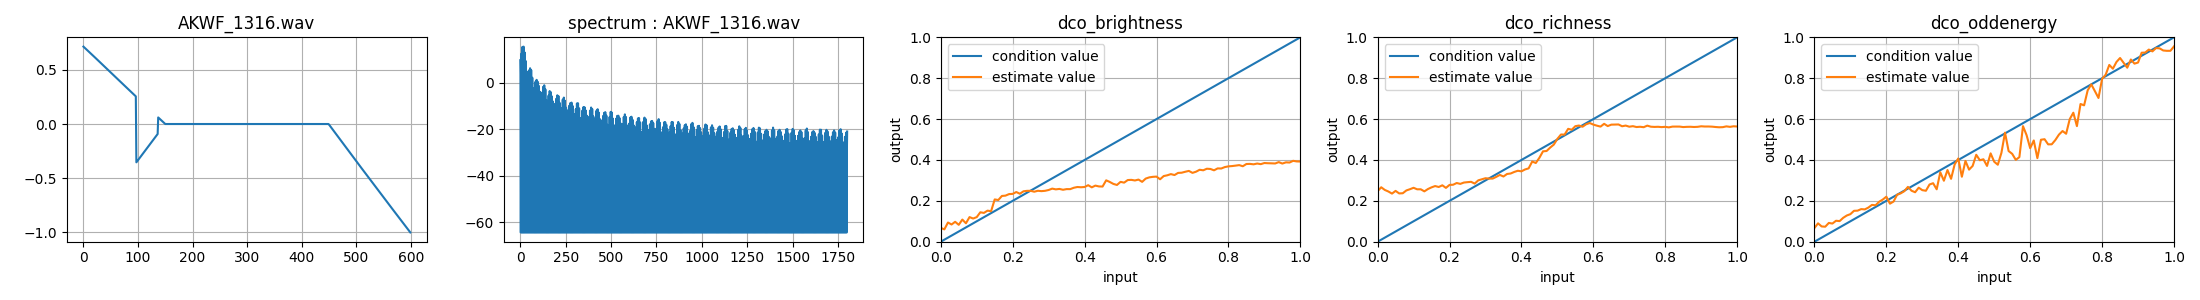 AKWF_1316.wav
0.5
0.0
−0.5
−1.0
0 100 200 300 400 500 600
spectrum : AKWF_1316.wav
0
−20
−40
−60
0 250 500 750 1000 1250 1500 1750
dco_brightness
condition value
estimate value
output
1.0
0.8
0.6
0.4
0.2
0.0
0.0 0.2 0.4 0.6 0.8 1.0
input
dco_richness
condition value
estimate value
output
1.0
0.8
0.6
0.4
0.2
0.0
0.0 0.2 0.4 0.6 0.8 1.0
input
dco_oddenergy
condition value
estimate value
output
1.0
0.8
0.6
0.4
0.2
0.0
0.0 0.2 0.4 0.6 0.8 1.0
input